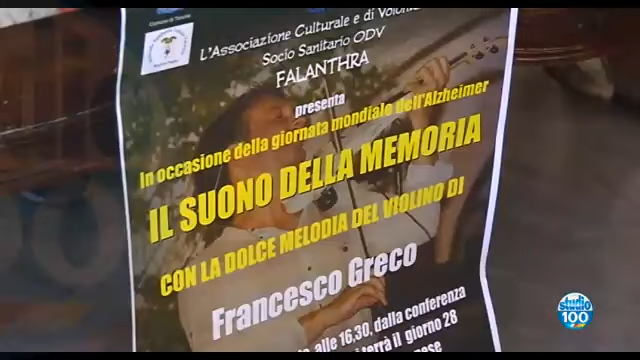 L'Associazione Culturale e di
Socio Sanitario ODV
FALANTHRA
presenta
In occasione della giornata mondiale dell'Alzheimer
IL SUONO DELLA MEMORIA
CON LA DOLCE MELODIA DEL VIOLINO DI
Francesco Greco
alle 16,30, dalla conferenza
terrà il giorno 28
studio
100